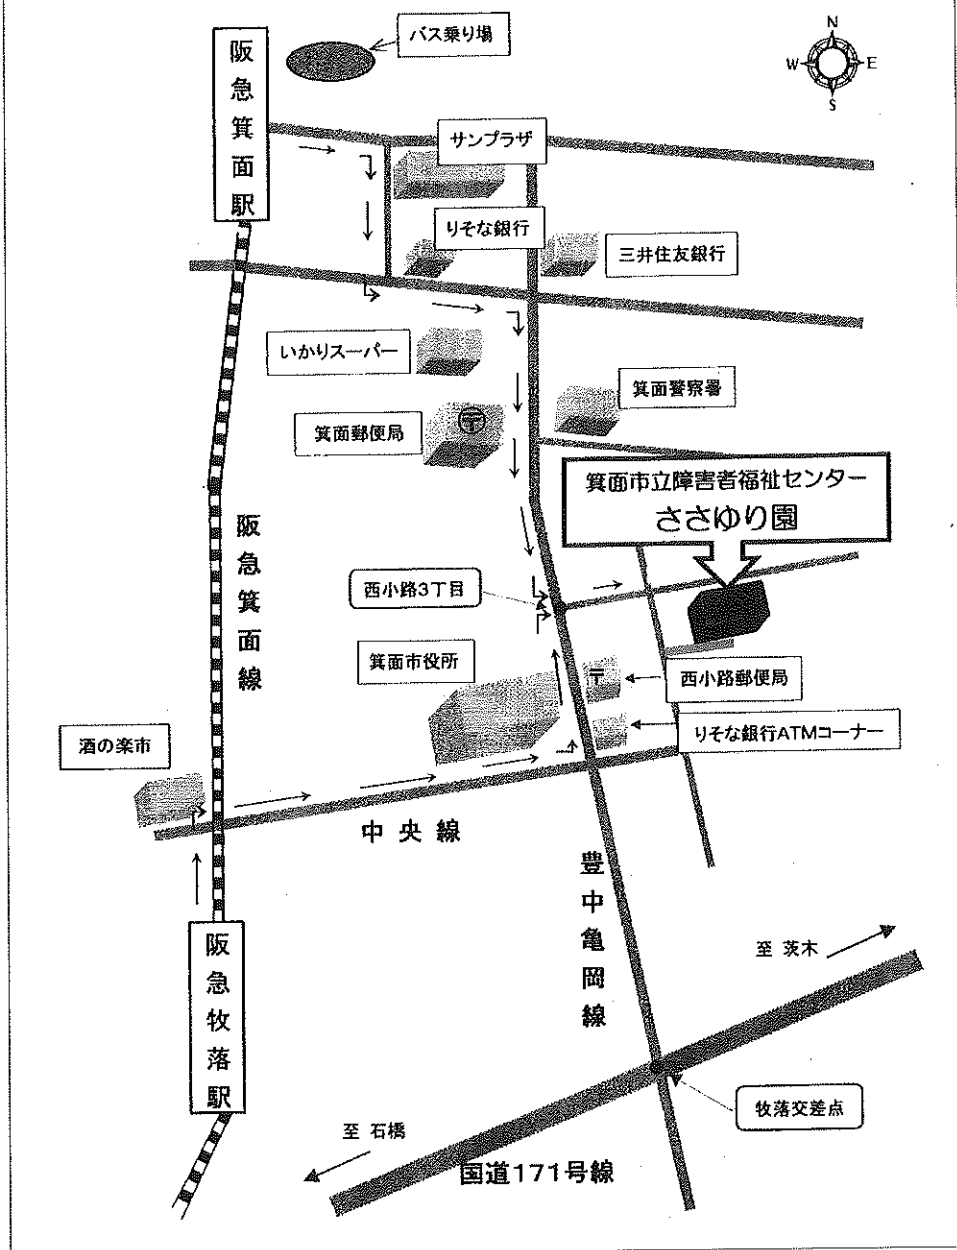 バス乗り場
N
W
E
S
阪急箕面駅
サンプラザ
りそな銀行
三井住友銀行
いかりスーパー
箕面警察署
箕面郵便局
〒
箕面市立障害者福祉センター
ささゆり園
阪急箕面線
西小路3丁目
箕面市役所
〒
西小路郵便局
りそな銀行ATMコーナー
酒の楽市
中央線
豊中亀岡線
阪急牧落駅
至 茨木
牧落交差点
至 石橋
国道171号線